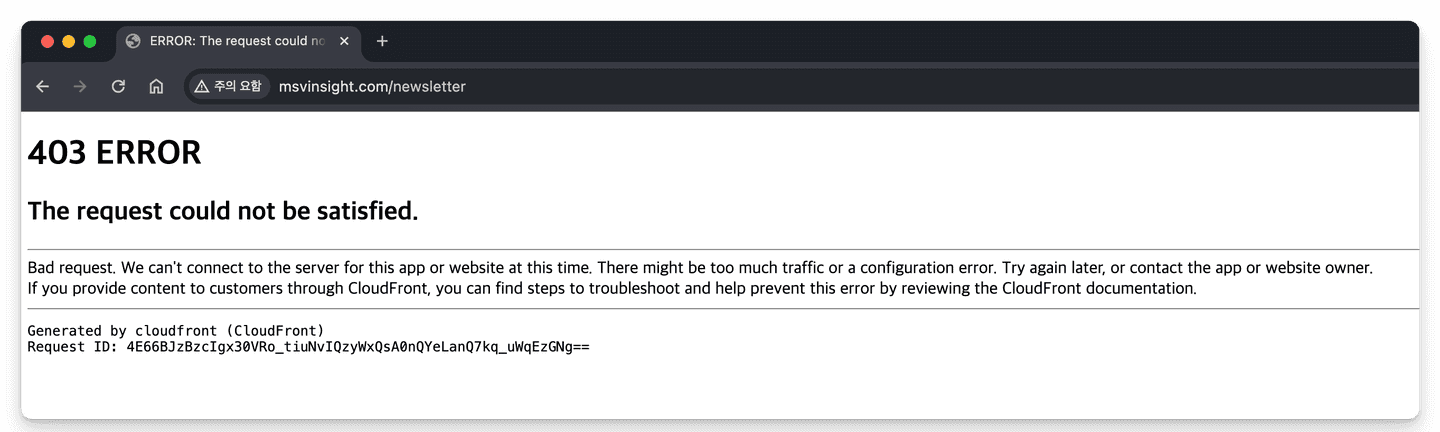 ERROR: The request could no
주의 요함 msvinsight.com/newsletter
403 ERROR
The request could not be satisfied.
Bad request. We can't connect to the server for this app or website at this time. There might be too much traffic or a configuration error. Try again later, or contact the app or website owner.
If you provide content to customers through CloudFront, you can find steps to troubleshoot and help prevent this error by reviewing the CloudFront documentation.
Generated by cloudfront (CloudFront)
Request ID: 4E66BJzBzcIgx30VRo_tiuNvIQzyWxQsA0nQYeLanQ7kq_uWqEzGNg==